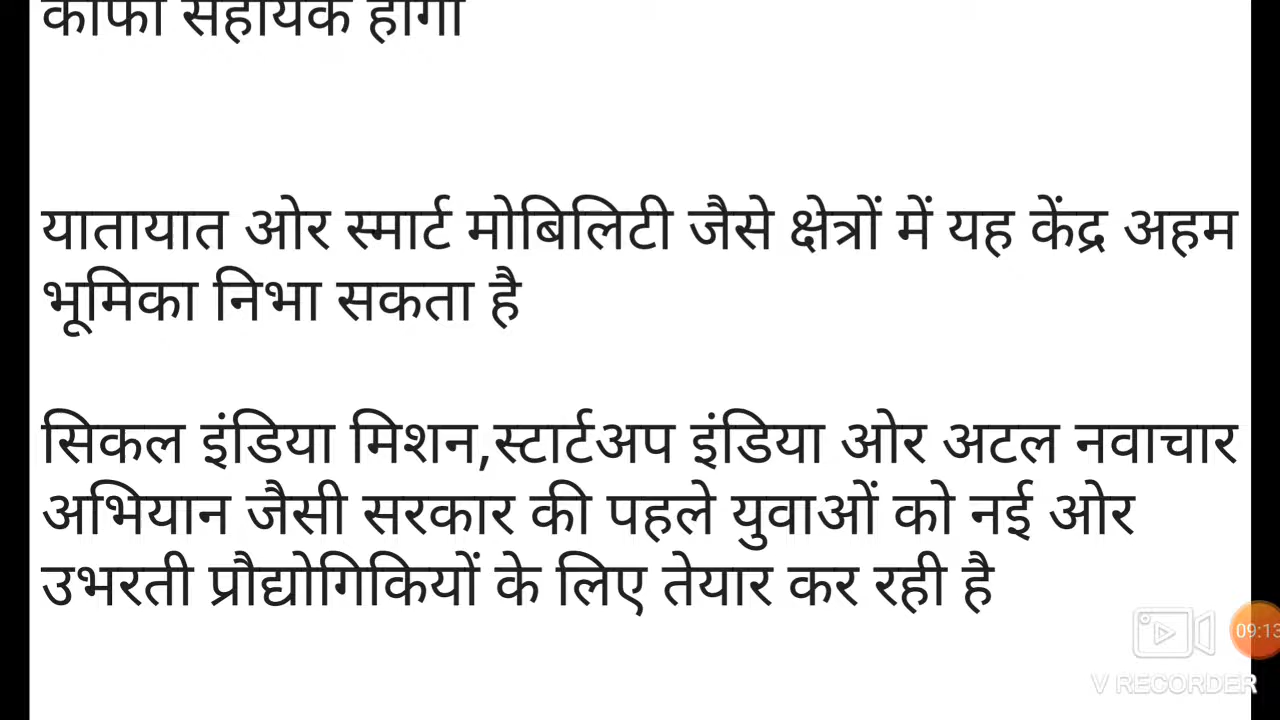 काफी सहायक होगा
यातायात ओर स्मार्ट मोबिलिटी जैसे क्षेत्रों में यह केंद्र अहम
भूमिका निभा सकता है
सिकल इंडिया मिशन,स्टार्टअप इंडिया ओर अटल नवाचार
अभियान जैसी सरकार की पहले युवाओं को नई ओर
उभरती प्रौद्योगिकियों के लिए तेयार कर रही है
09:13
V RECORDER